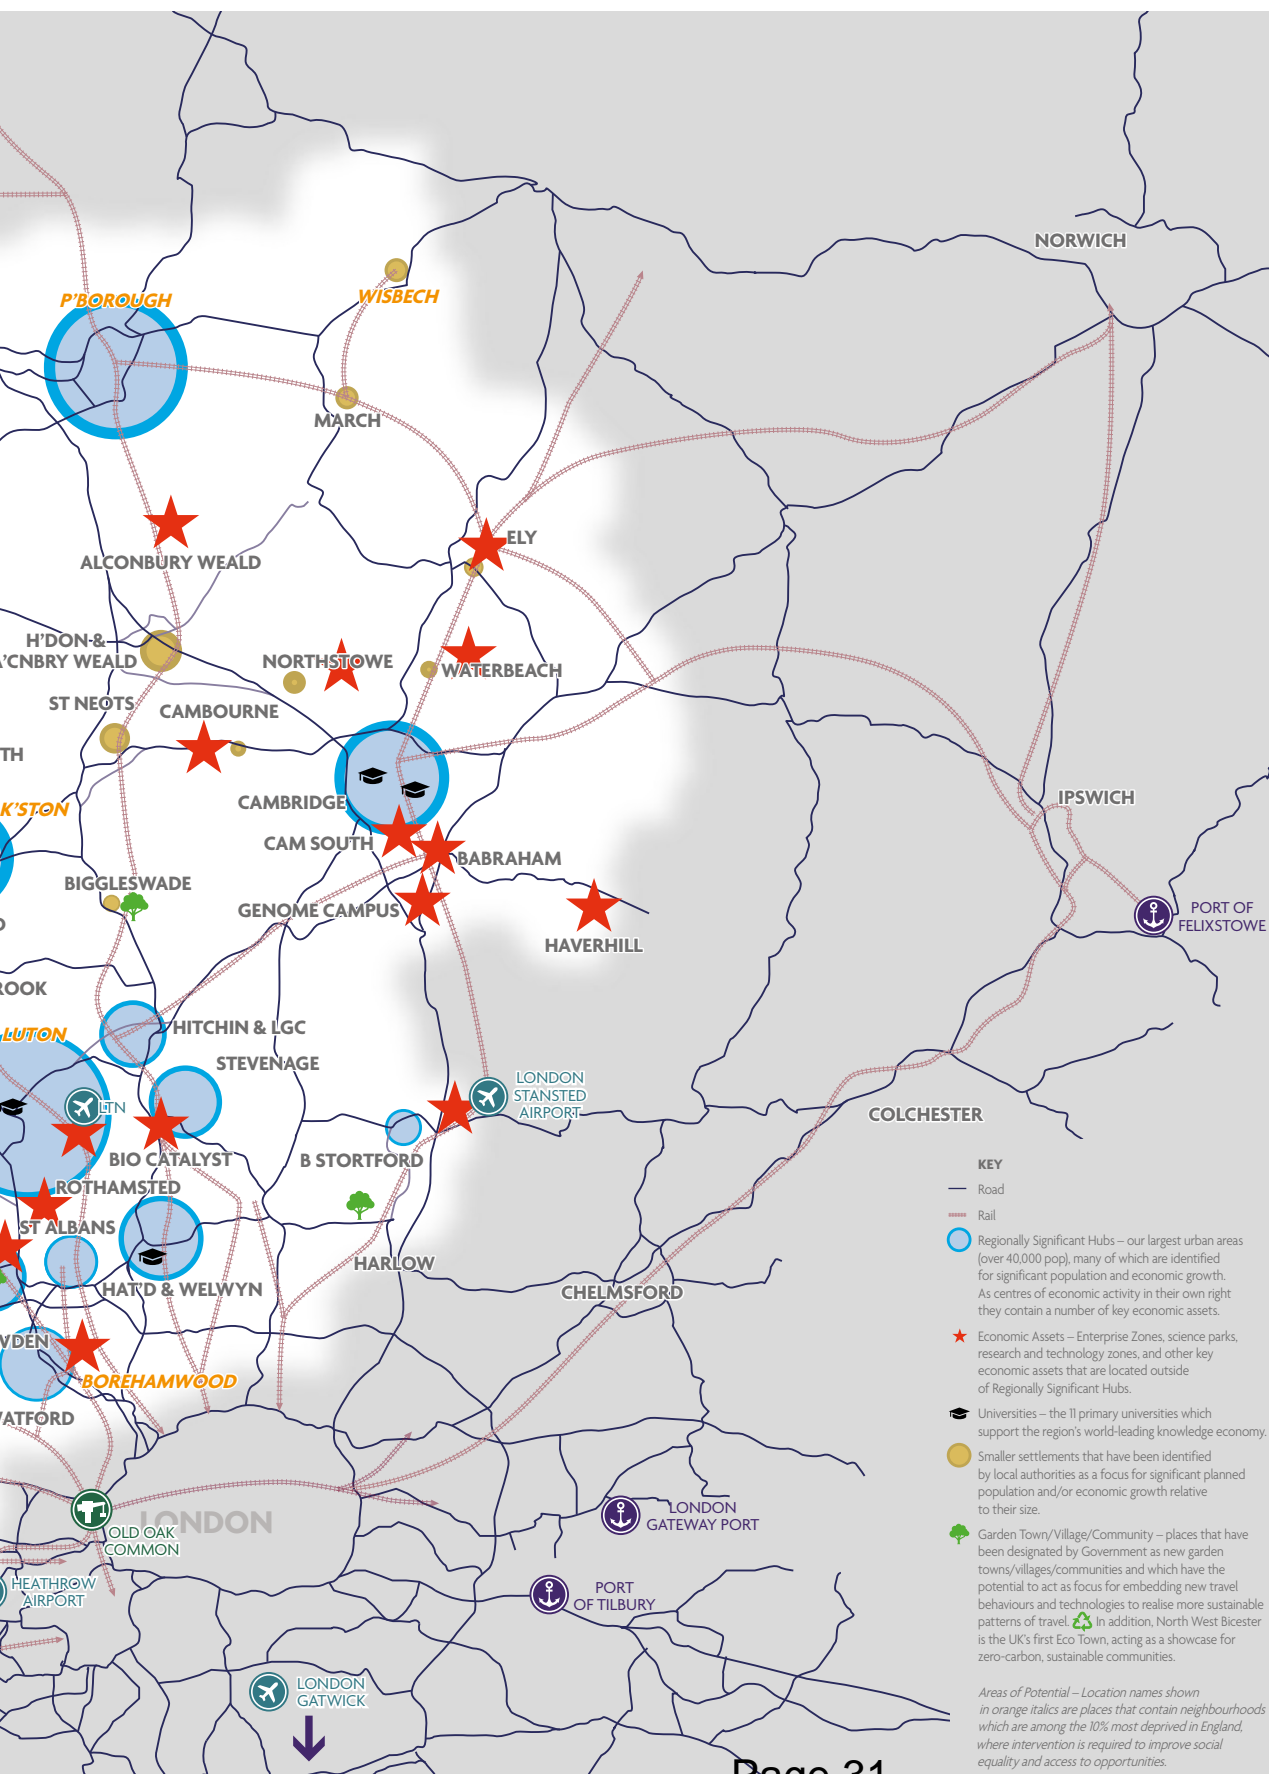 NORWICH
P'BOROUGH
WISBECH
MARCH
ELY
ALCONBURY WEALD
H'DON &
A'CNBRY WEALD
NORTHSTOWE
WATERBEACH
ST NEOTS
CAMBOURNE
TH
K'STON
CAMBRIDGE
IPSWICH
CAM SOUTH
BABRAHAM
BIGGLESWADE
GENOME CAMPUS
PORT OF
FELIXSTOWE
HAVERHILL
ROOK
LUTON
HITCHIN & LGC
STEVENAGE
LONDON
STANSTED
AIRPORT
LTN
COLCHESTER
BIO CATALYST
B STORTFORD
ROTHAMSTED
ST ALBANS
HARLOW
HAT'D & WELWYN
CHELMSFORD
WDEN
BOREHAMWOOD
WATFORD
LONDON
OLD OAK
COMMON
LONDON
GATEWAY PORT
HEATHROW
AIRPORT
PORT
OF TILBURY
LONDON
GATWICK
KEY
Road
Rail
Regionally Significant Hubs – our largest urban areas
(over 40,000 pop), many of which are identified
for significant population and economic growth.
As centres of economic activity in their own right
they contain a number of key economic assets.
Economic Assets – Enterprise Zones, science parks,
research and technology zones, and other key
economic assets that are located outside
of Regionally Significant Hubs.
Universities – the 11 primary universities which
support the region's world-leading knowledge economy.
Smaller settlements that have been identified
by local authorities as a focus for significant planned
population and/or economic growth relative
to their size.
Garden Town/Village/Community – places that have
been designated by Government as new garden
towns/villages/communities and which have the
potential to act as focus for embedding new travel
behaviours and technologies to realise more sustainable
patterns of travel. In addition, North West Bicester
is the UK's first Eco Town, acting as a showcase for
zero-carbon, sustainable communities.
Areas of Potential – Location names shown
in orange italics are places that contain neighbourhoods
which are among the 10% most deprived in England,
where intervention is required to improve social
equality and access to opportunities.
Page 31